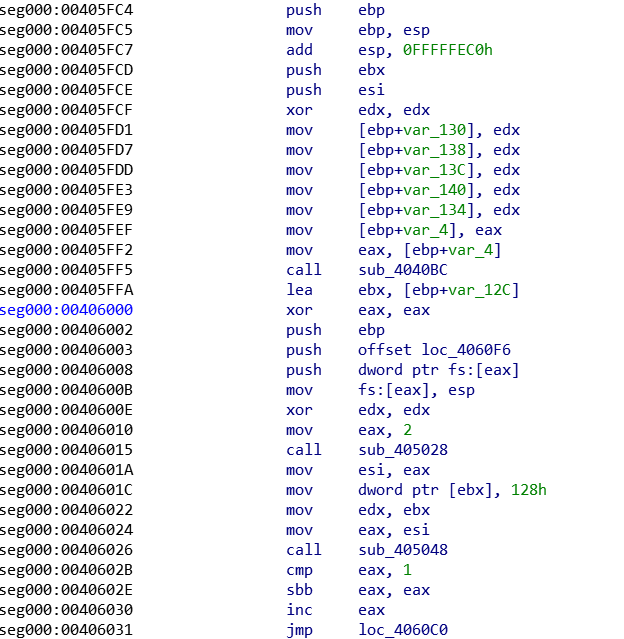 seg000:00405FC4 push ebp
seg000:00405FC5 mov ebp, esp
seg000:00405FC7 add esp, 0FFFFFEC0h
seg000:00405FCD push ebx
seg000:00405FCE push esi
seg000:00405FCF xor edx, edx
seg000:00405FD1 mov [ebp+var_130], edx
seg000:00405FD7 mov [ebp+var_138], edx
seg000:00405FDD mov [ebp+var_13C], edx
seg000:00405FE3 mov [ebp+var_140], edx
seg000:00405FE9 mov [ebp+var_134], edx
seg000:00405FEF mov [ebp+var_4], eax
seg000:00405FF2 mov eax, [ebp+var_4]
seg000:00405FF5 call sub_4040BC
seg000:00405FFA lea ebx, [ebp+var_12C]
seg000:00406000 xor eax, eax
seg000:00406002 push ebp
seg000:00406003 push offset loc_4060F6
seg000:00406008 push dword ptr fs:[eax]
seg000:0040600B mov fs:[eax], esp
seg000:0040600E xor edx, edx
seg000:00406010 mov eax, 2
seg000:00406015 call sub_405028
seg000:0040601A mov esi, eax
seg000:0040601C mov dword ptr [ebx], 128h
seg000:00406022 mov edx, ebx
seg000:00406024 mov eax, esi
seg000:00406026 call sub_405048
seg000:0040602B cmp eax, 1
seg000:0040602E sbb eax, eax
seg000:00406030 inc eax
seg000:00406031 jmp loc_4060C0